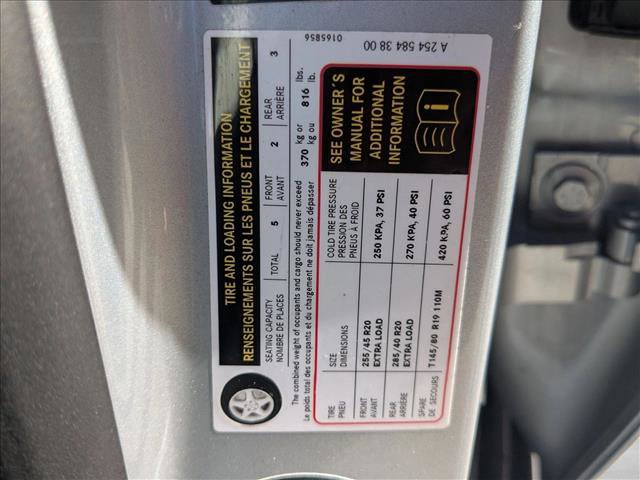 TIRE AND LOADING INFORMATION
RENSEIGNEMENTS SUR LES PNEUS ET LE CHARGEMENT
SEATING CAPACITY TOTAL 5 FRONT 2 REAR 3
NOMBRE DE PLACES AVANT ARRIÈRE
The combined weight of occupants and cargo should never exceed 370 kg or 816 lbs.
Le poids total des occupants et du chargement ne doit jamais dépasser kg ou lb.
TIRE SIZE COLD TIRE PRESSURE
PNEU DIMENSIONS PRESSION DES
PNEUS À FROID
FRONT 255/45 R20 250 KPA, 37 PSI
AVANT EXTRA LOAD
REAR 285/40 R20 270 KPA, 40 PSI
ARRIÈRE EXTRA LOAD
SPARE T145/80 R19 110M 420 KPA, 60 PSI
DE SECOURS
SEE OWNER'S
MANUAL FOR
ADDITIONAL
INFORMATION
0165B56
A 254 584 38 00